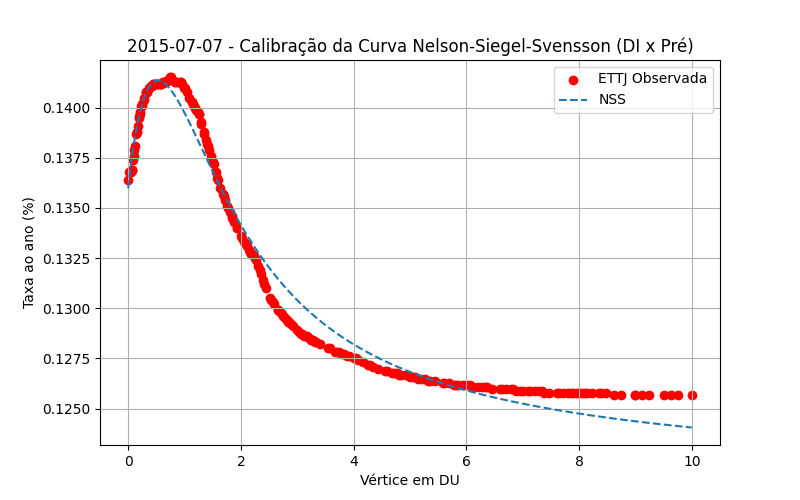 2015-07-07 - Calibração da Curva Nelson-Siegel-Svensson (DI x Pré)
ETTJ Observada
NSS
Taxa ao ano (%)
0.1400
0.1375
0.1350
0.1325
0.1300
0.1275
0.1250
0 2 4 6 8 10
Vértice em DU